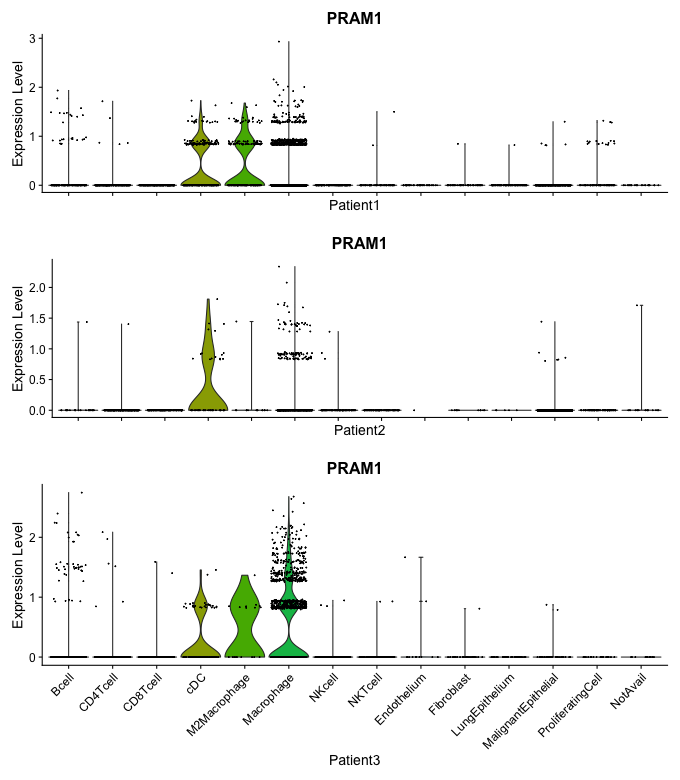 PRAM1
Expression Level
3
2
1
0
Patient1
PRAM1
Expression Level
2.0
1.5
1.0
0.5
0.0
Patient2
PRAM1
Expression Level
2
1
0
Bcell
CD4Tcell
CD8Tcell
cDC
M2Macrophage
Macrophage
NKcell
NKTcell
Endothelium
Fibroblast
LungEpithelium
MalignantEpithelial
ProliferatingCell
NotAvail
Patient3